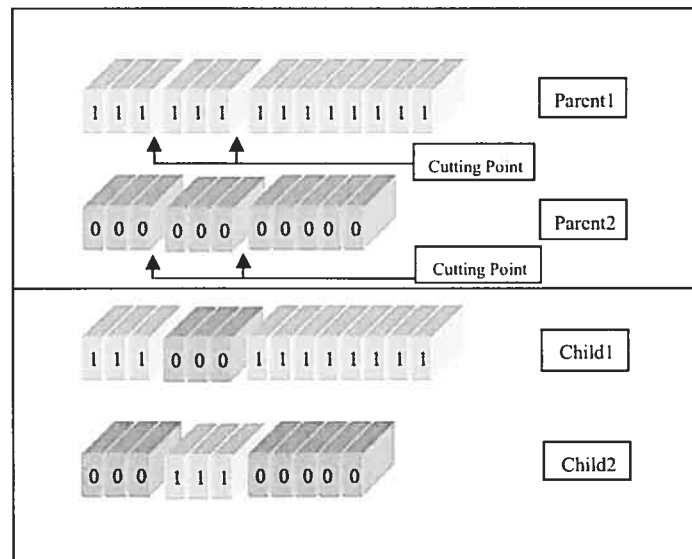 1 1 1 1 1 1 1 1 1 1 1 1 1 1 Parent1
Cutting Point
0 0 0 0 0 0 0 0 0 0 0 Parent2
Cutting Point
1 1 1 0 0 0 1 1 1 1 1 1 1 1 Child1
0 0 0 1 1 1 0 0 0 0 0 Child2